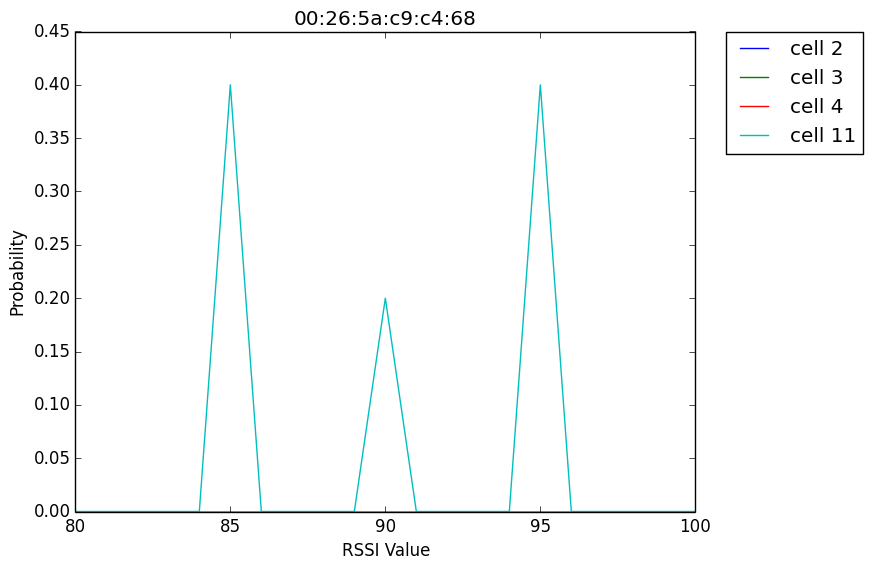 00:26:5a:c9:c4:68
0.45
0.40
0.35
0.30
0.25
0.20
0.15
0.10
0.05
0.00
Probability
80 85 90 95 100
RSSI Value
cell 2
cell 3
cell 4
cell 11